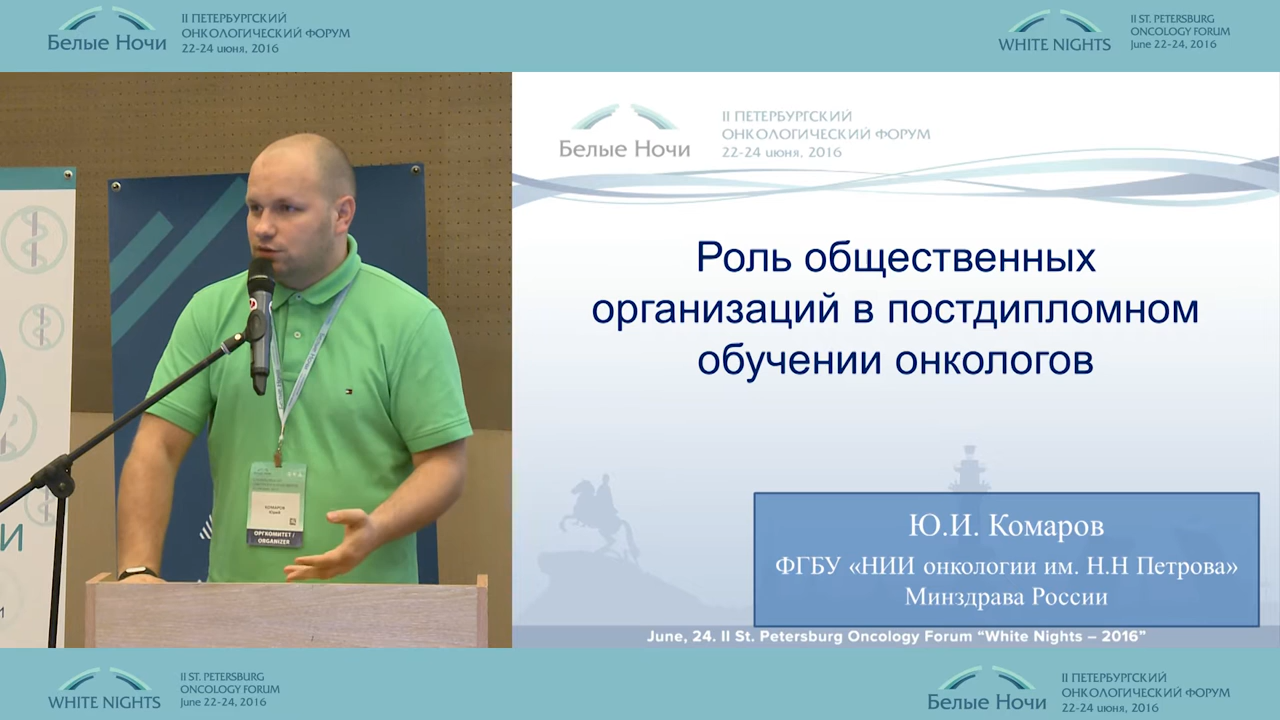 Белые Ночи
II ПЕТЕРБУРГСКИЙ
ОНКОЛОГИЧЕСКИЙ ФОРУМ
22-24 июня, 2016
WHITE NIGHTS
II ST. PETERSBURG
ONCOLOGY FORUM
June 22-24, 2016
Белые Ночи
II ПЕТЕРБУРГСКИЙ
ОНКОЛОГИЧЕСКИЙ ФОРУМ
22-24 июня, 2016
Роль общественных
организаций в постдипломном
обучении онкологов
КОМАРОВ
ОРГКОМИТЕТ /
ORGANIZER
Ю.И. Комаров
ФГБУ «НИИ онкологии им. Н.Н Петрова»
Минздрава России
June, 24. II St. Petersburg Oncology Forum “White Nights – 2016”
WHITE NIGHTS
II ST. PETERSBURG
ONCOLOGY FORUM
June 22-24, 2016
Белые Ночи
II ПЕТЕРБУРГСКИЙ
ОНКОЛОГИЧЕСКИЙ ФОРУМ
22-24 июня, 2016